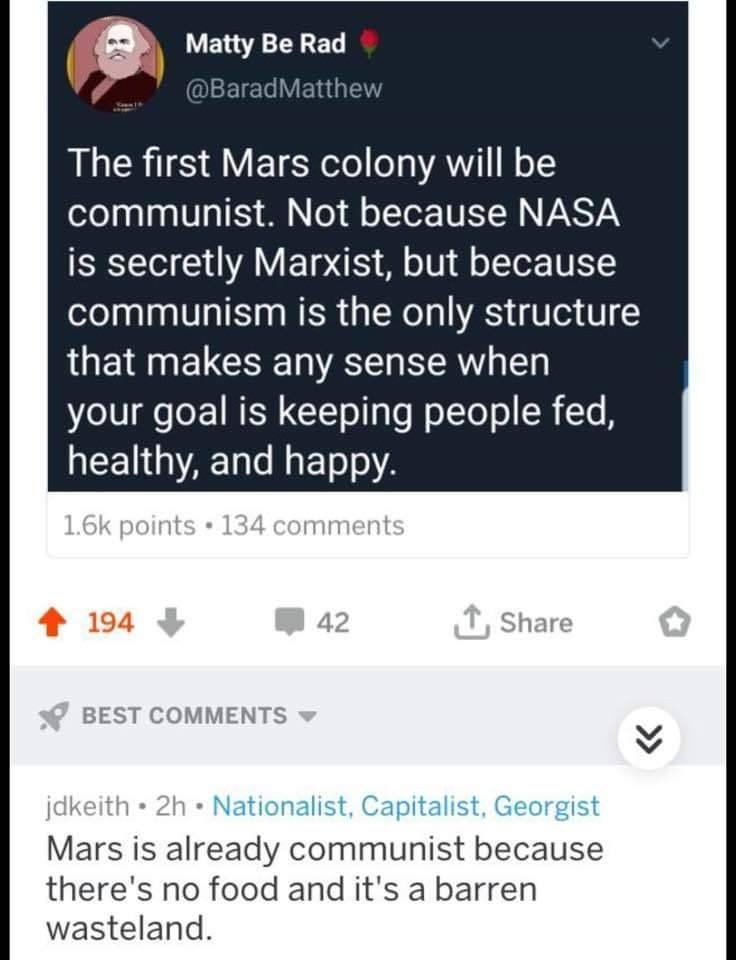 Matty Be Rad
@BaradMatthew
The first Mars colony will be
communist. Not because NASA
is secretly Marxist, but because
communism is the only structure
that makes any sense when
your goal is keeping people fed,
healthy, and happy.
1.6k points • 134 comments
194 42 Share
BEST COMMENTS
jdkeith • 2h • Nationalist, Capitalist, Georgist
Mars is already communist because
there's no food and it's a barren
wasteland.